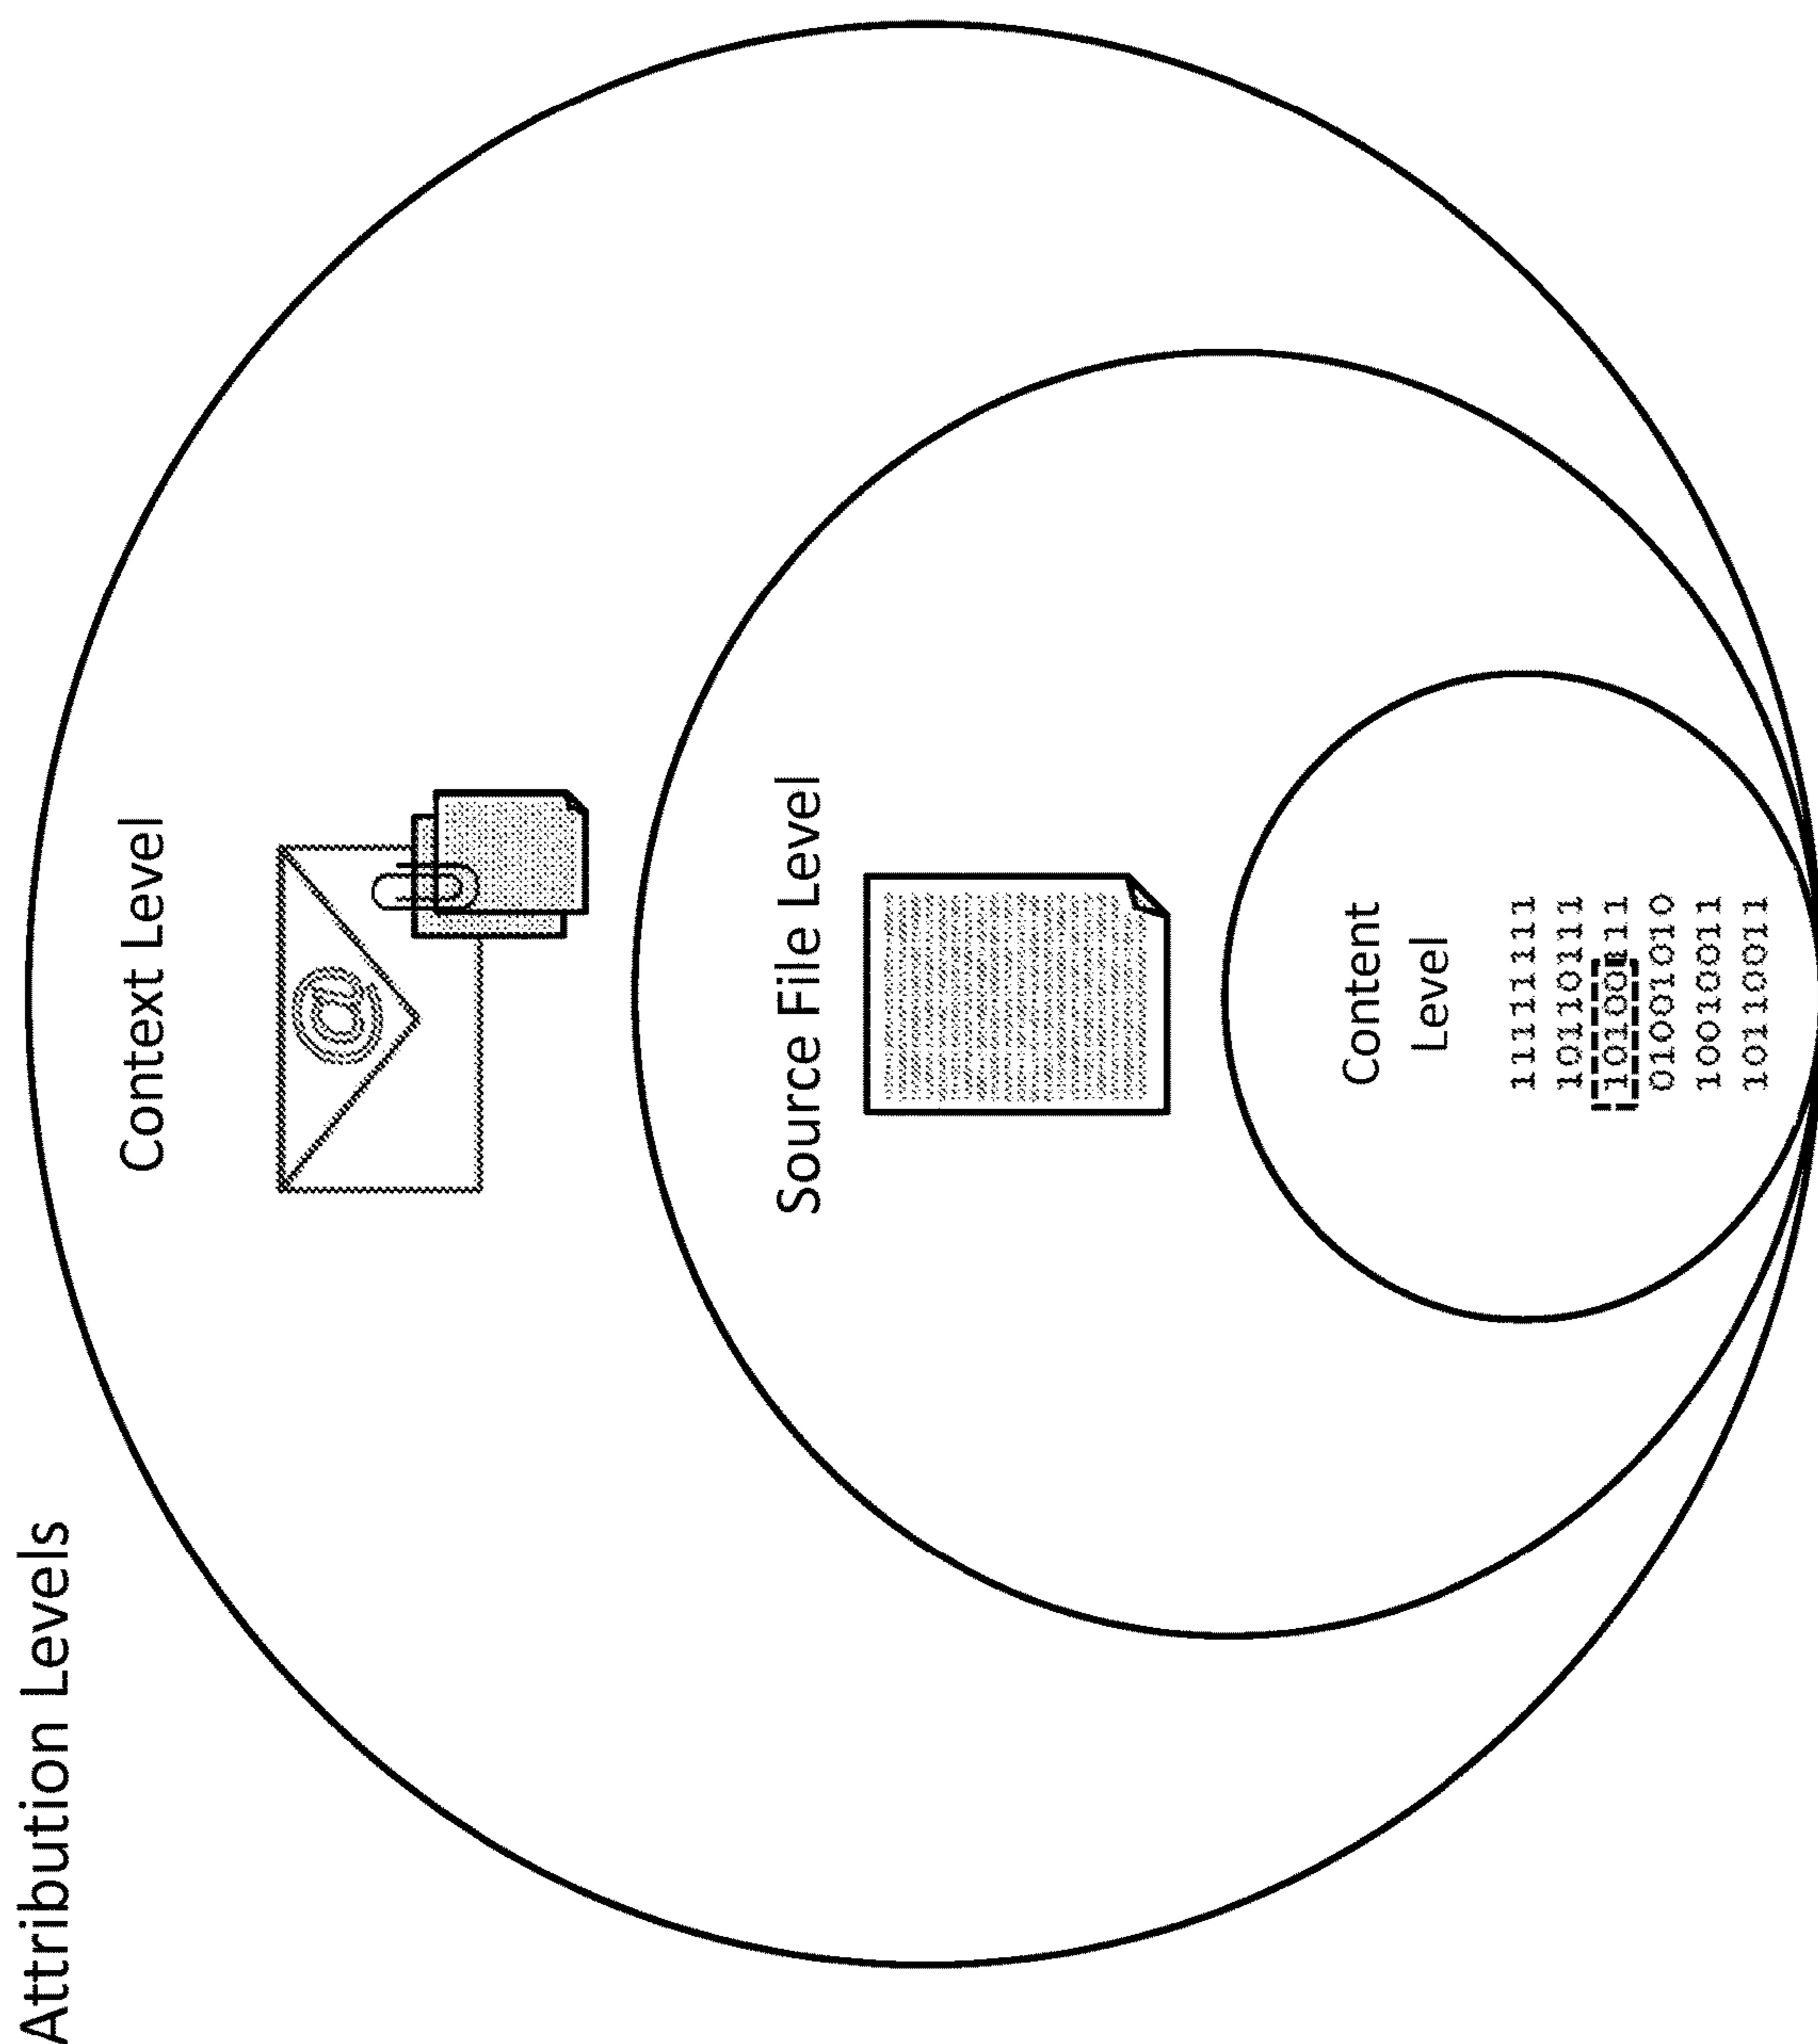 Attribution Levels
Context Level
@
Source File Level
Content
Level
11111111
10110111
10100111
01001010
10010011
10110011